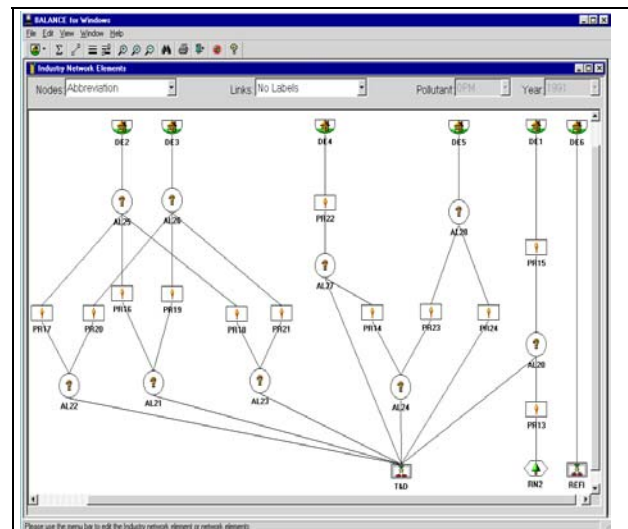 BALANCE for Windows
File Edit View Window Help
Industry Network Elements
Nodes: Abbreviation Links: No Labels Pollutant: OPM Year: 1991
DE2 DE3 DE4 DE5 DE1 DE6
PR22
AL25 AL26 AL28
PR15
AL27
PR17 PR20 PR16 PR19 PR18 PR21 PR14 PR23 PR24
AL20
AL22 AL21 AL23 AL24
PR13
T&D RN2 REFI
Please use the menu bar to edit the Industry network element or network elements